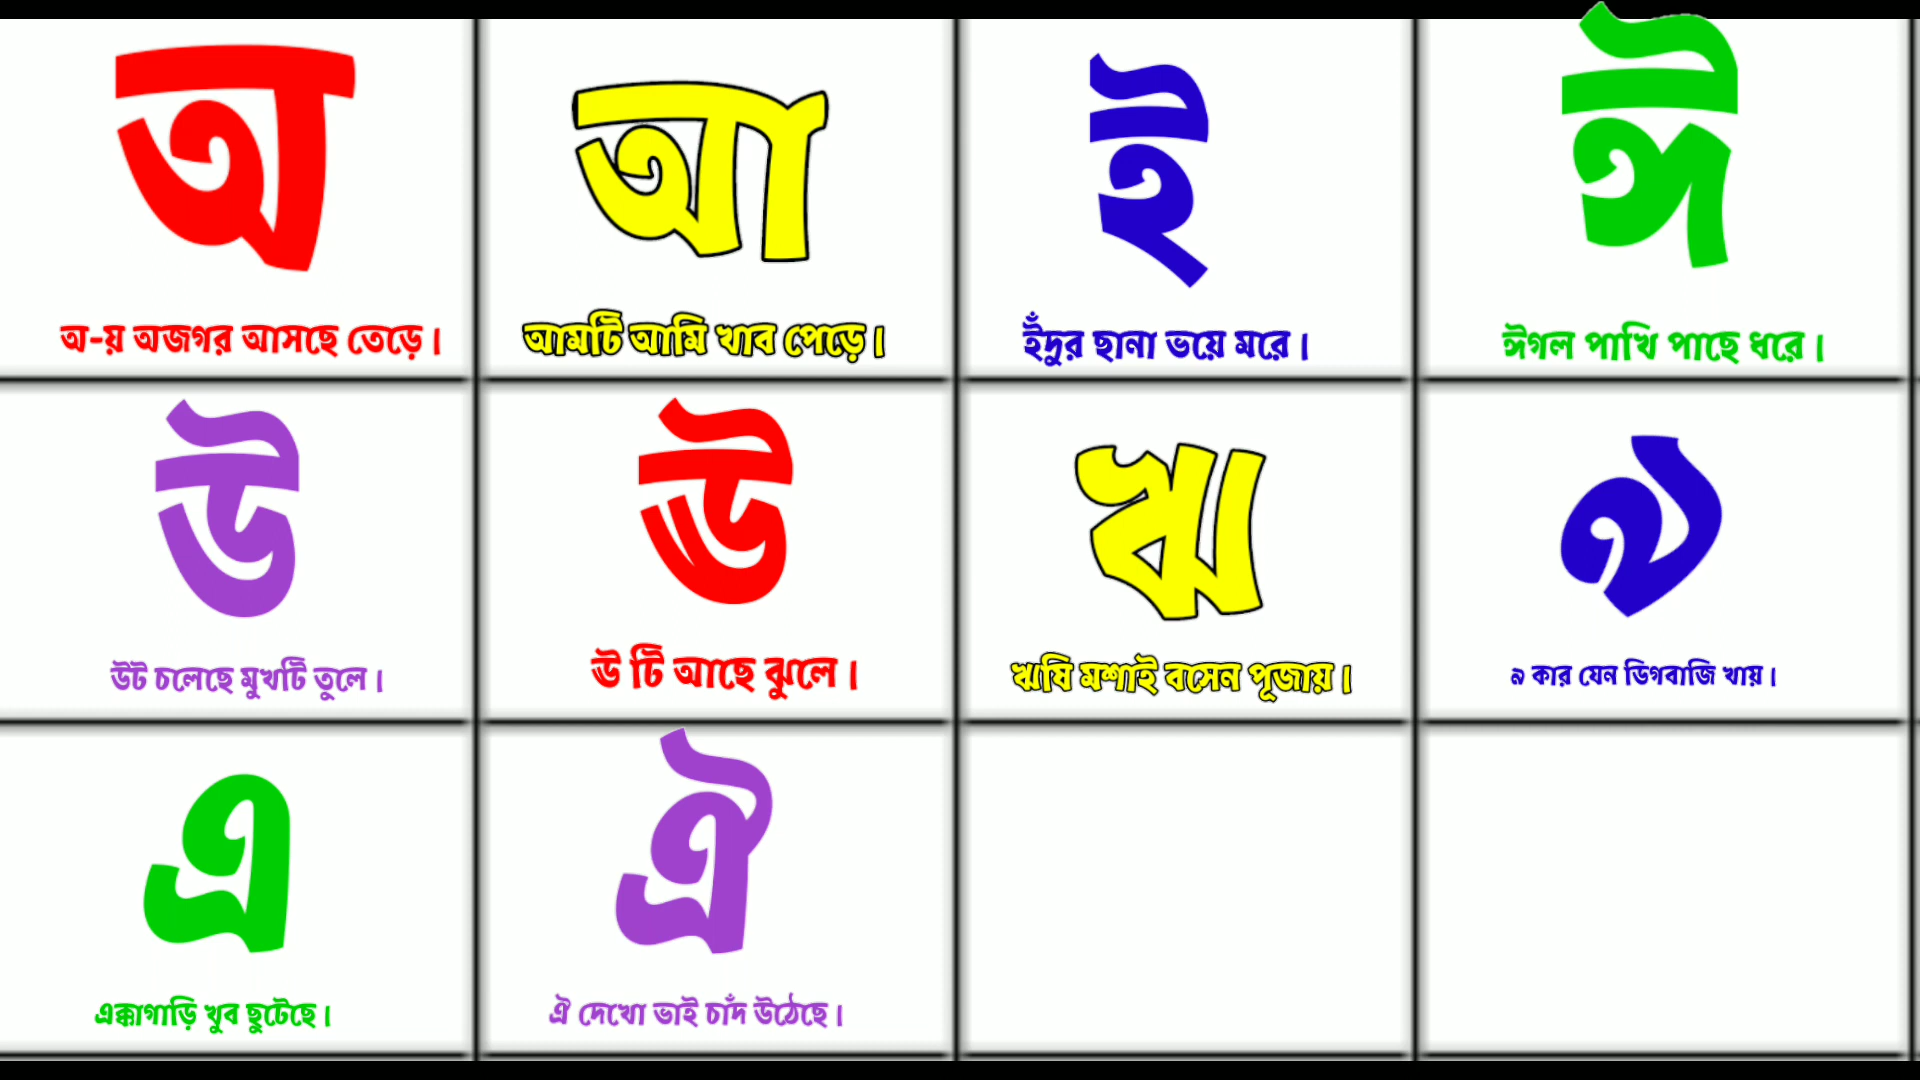 অ
অ-য় অজগর আসছে তেড়ে।
আ
আমটি আমি খাব পেড়ে।
ই
ইঁদুর ছানা ভয়ে মরে।
ঈ
ঈগল পাখি পাছে ধরে।
উ
উট চলেছে মুখটি তুলে।
ঊ
ঊ টি আছে ঝুলে।
ঋ
ঋষি মশাই বসেন পূজায়।
ঌ
ঌ কার যেন ডিগবাজি খায়।
এ
এক্কাগাড়ি খুব ছুটেছে।
ঐ
ঐ দেখো ভাই চাঁদ উঠেছে।